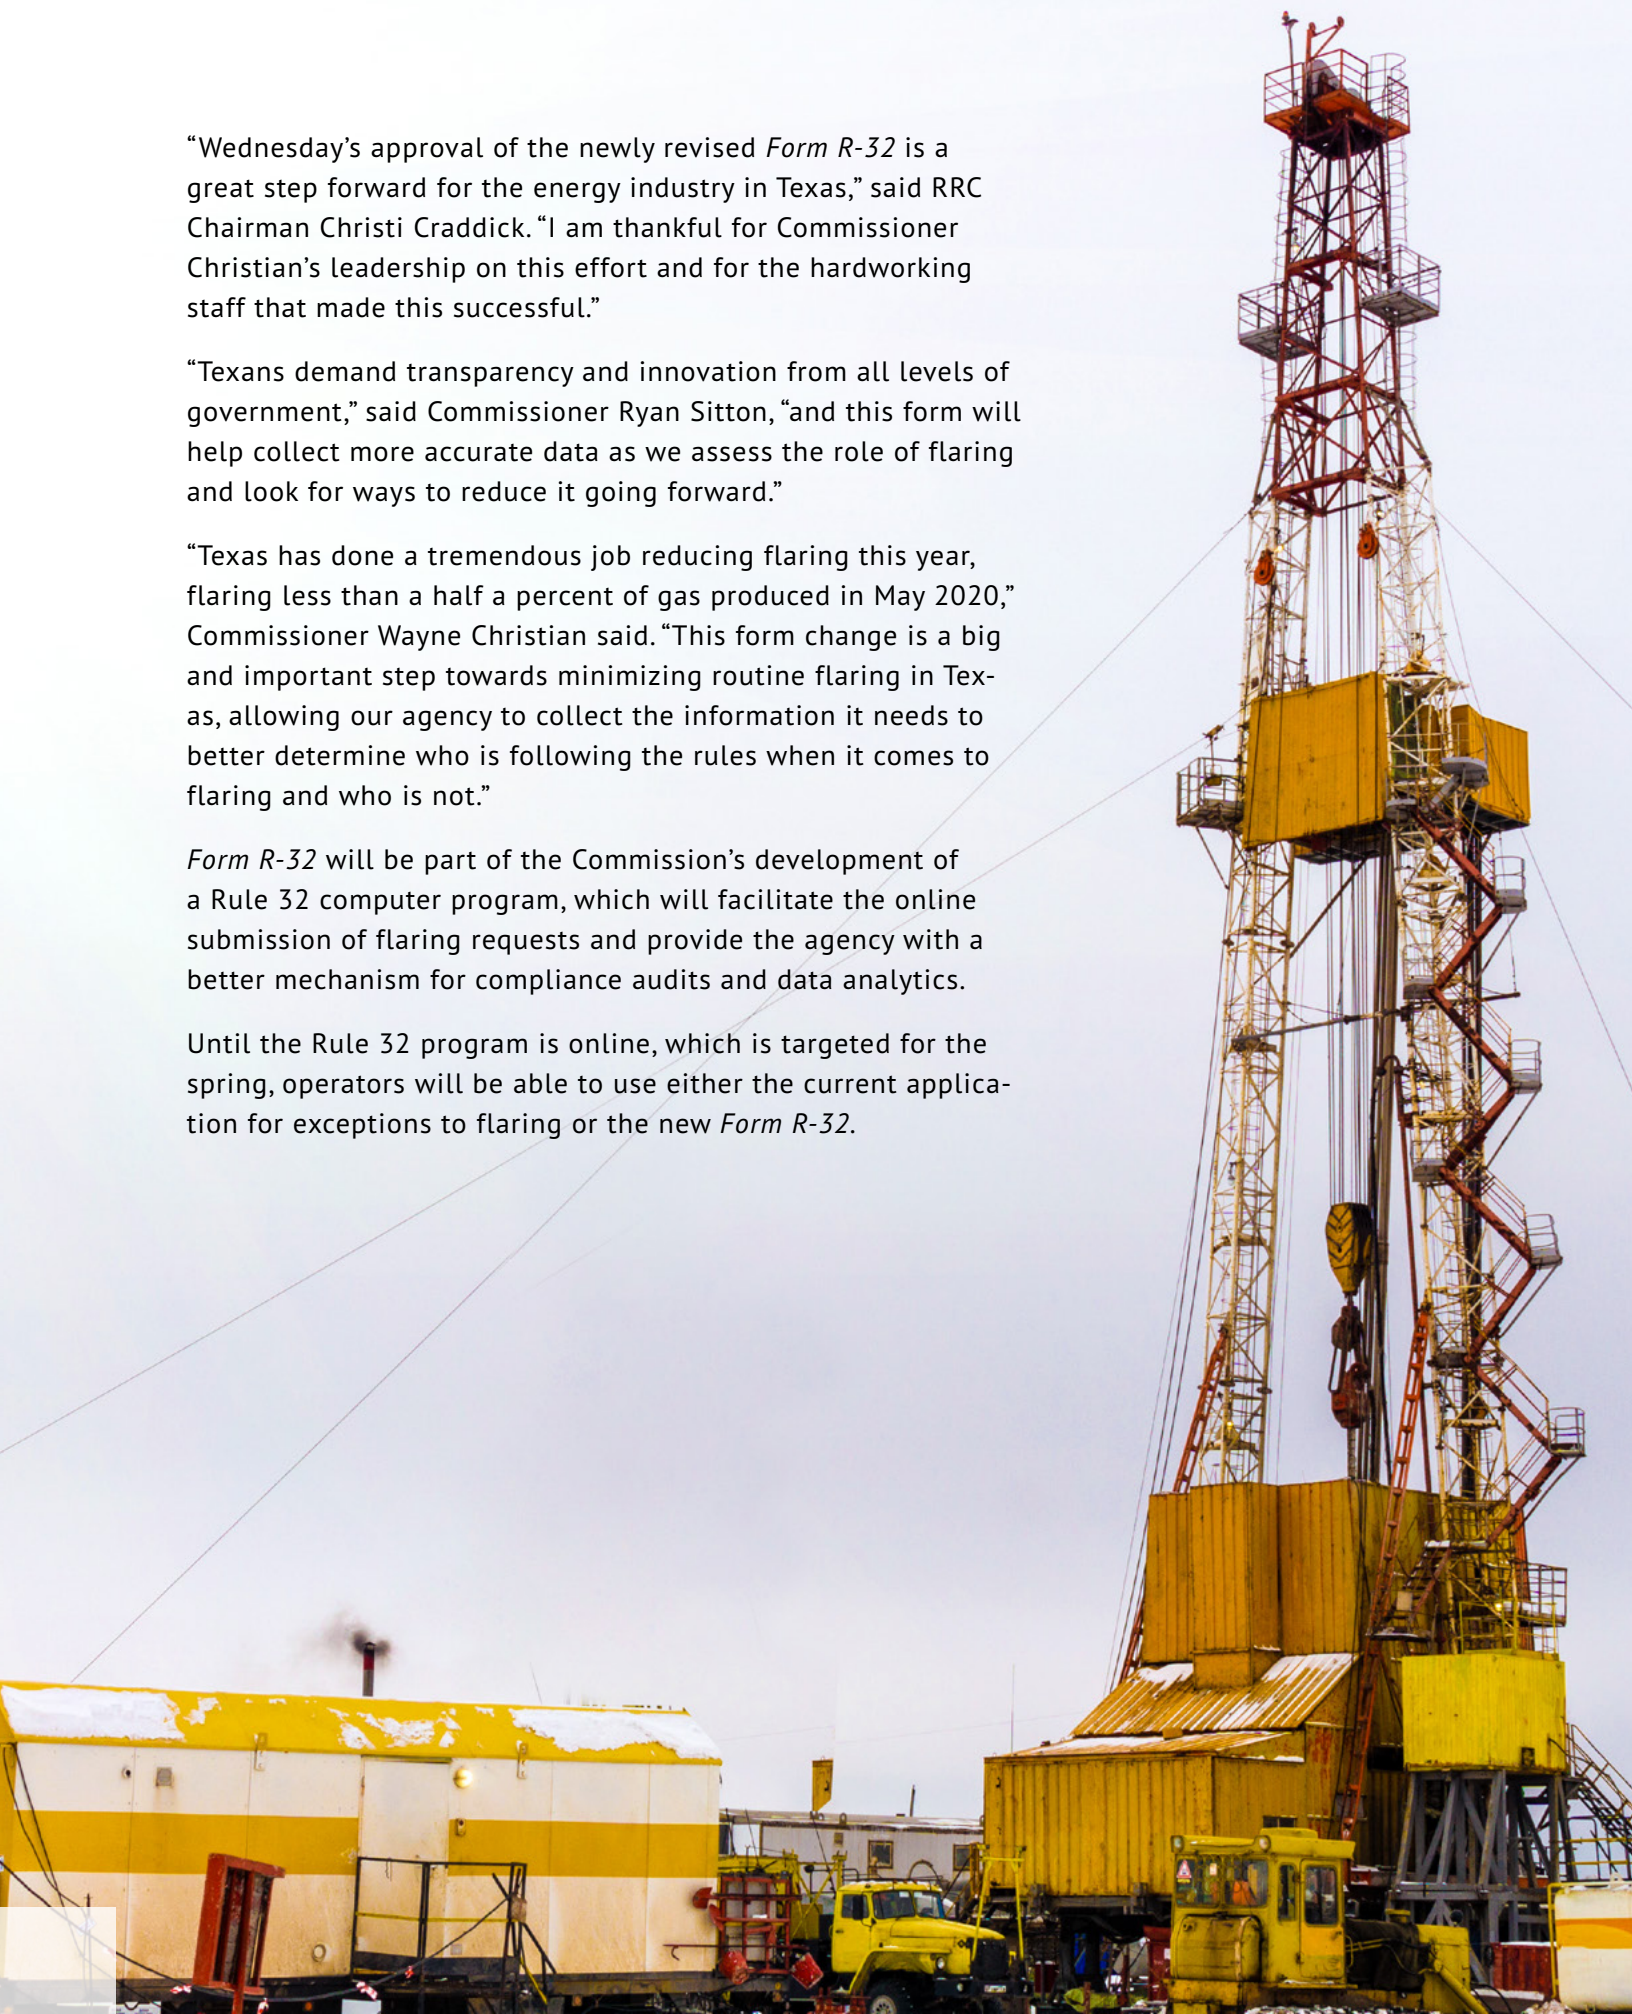 “Wednesday’s approval of the newly revised Form R-32 is a
great step forward for the energy industry in Texas,” said RRC
Chairman Christi Craddick. “I am thankful for Commissioner
Christian’s leadership on this effort and for the hardworking
staff that made this successful.”
“Texans demand transparency and innovation from all levels of
government,” said Commissioner Ryan Sitton, “and this form will
help collect more accurate data as we assess the role of flaring
and look for ways to reduce it going forward.”
“Texas has done a tremendous job reducing flaring this year,
flaring less than a half a percent of gas produced in May 2020,”
Commissioner Wayne Christian said. “This form change is a big
and important step towards minimizing routine flaring in Tex-
as, allowing our agency to collect the information it needs to
better determine who is following the rules when it comes to
flaring and who is not.”
Form R-32 will be part of the Commission’s development of
a Rule 32 computer program, which will facilitate the online
submission of flaring requests and provide the agency with a
better mechanism for compliance audits and data analytics.
Until the Rule 32 program is online, which is targeted for the
spring, operators will be able to use either the current applica-
tion for exceptions to flaring or the new Form R-32.